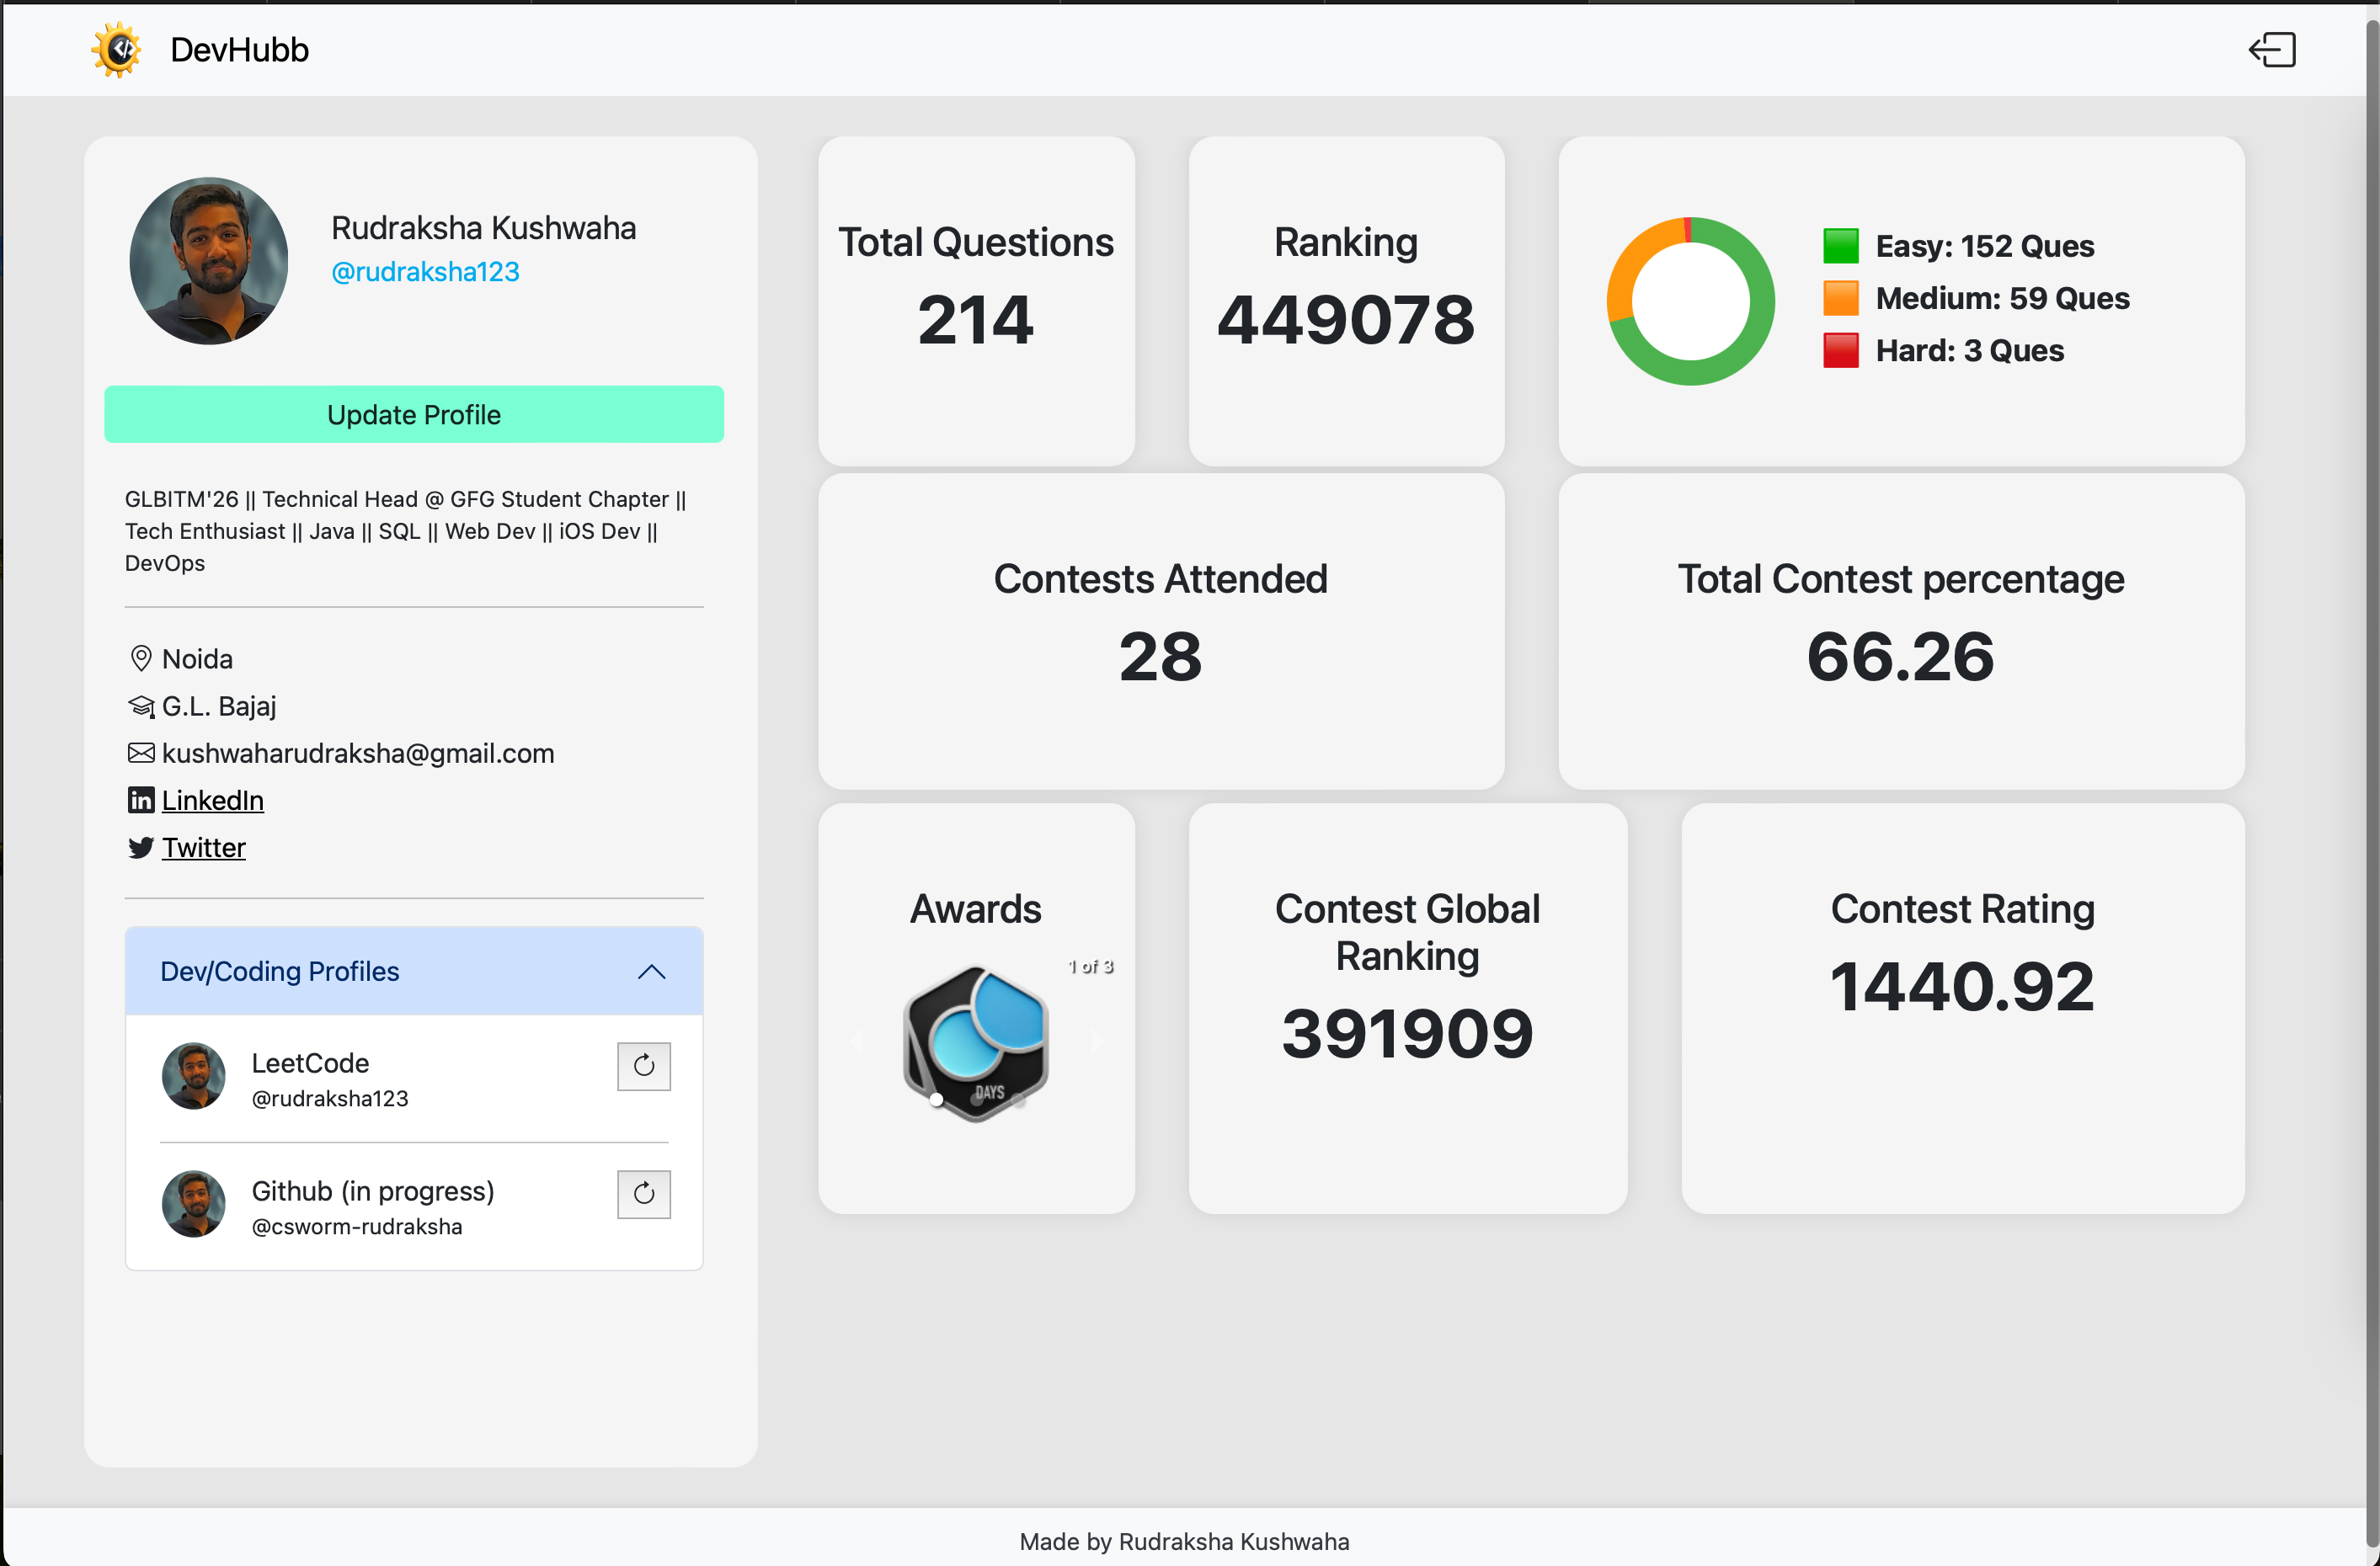 DevHubb
Rudraksha Kushwaha
@rudraksha123
Update Profile
GLBITM'26 || Technical Head @ GFG Student Chapter ||
Tech Enthusiast || Java || SQL || Web Dev || iOS Dev ||
DevOps
Noida
G.L. Bajaj
kushwaharudraksha@gmail.com
LinkedIn
Twitter
Dev/Coding Profiles
LeetCode
@rudraksha123
Github (in progress)
@csworm-rudraksha
Total Questions
214
Ranking
449078
Easy: 152 Ques
Medium: 59 Ques
Hard: 3 Ques
Contests Attended
28
Total Contest percentage
66.26
Awards
1 of 3
DAYS
Contest Global
Ranking
391909
Contest Rating
1440.92
Made by Rudraksha Kushwaha